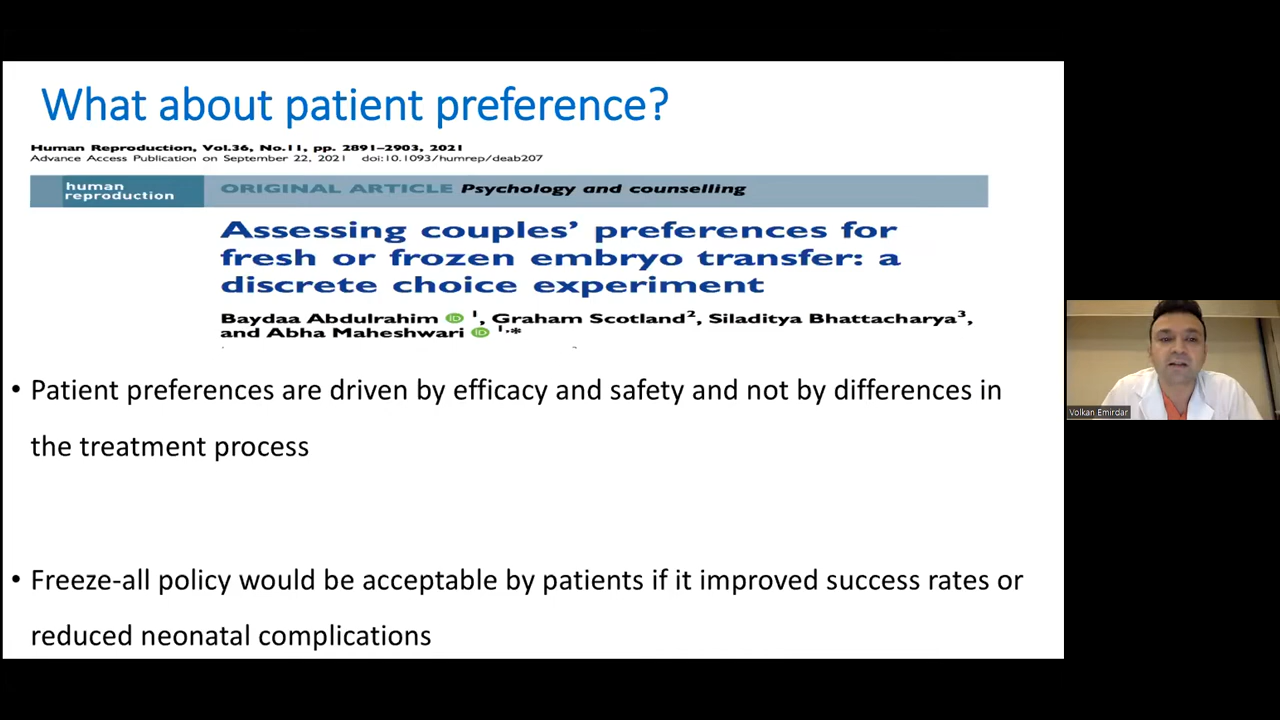 What about patient preference?
Human Reproduction, Vol.36, No.11, pp. 2891–2903, 2021
Advance Access Publication on September 22, 2021 doi:10.1093/humrep/deab207
human
reproduction
ORIGINAL ARTICLE Psychology and counselling
Assessing couples’ preferences for
fresh or frozen embryo transfer: a
discrete choice experiment
Baydaa Abdulrahim iD 1, Graham Scotland2, Siladitya Bhattacharya3,
and Abha Maheshwari iD 1,*
• Patient preferences are driven by efficacy and safety and not by differences in
the treatment process
• Freeze-all policy would be acceptable by patients if it improved success rates or
reduced neonatal complications
Volkan Emirdar